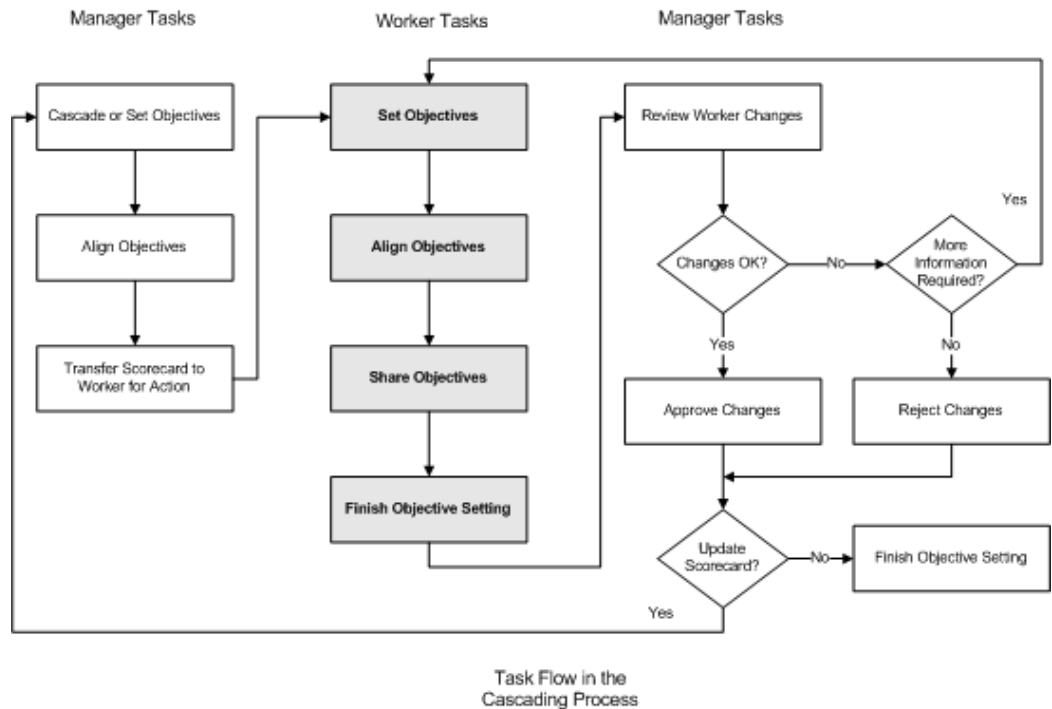 Manager Tasks
Worker Tasks
Manager Tasks
Cascade or Set Objectives
Set Objectives
Review Worker Changes
Yes
Align Objectives
Align Objectives
Changes OK?
No
More
Information
Required?
Transfer Scorecard to
Worker for Action
Share Objectives
Yes
No
Approve Changes
Reject Changes
Finish Objective Setting
Update
Scorecard?
No
Finish Objective Setting
Yes
Task Flow in the
Cascading Process